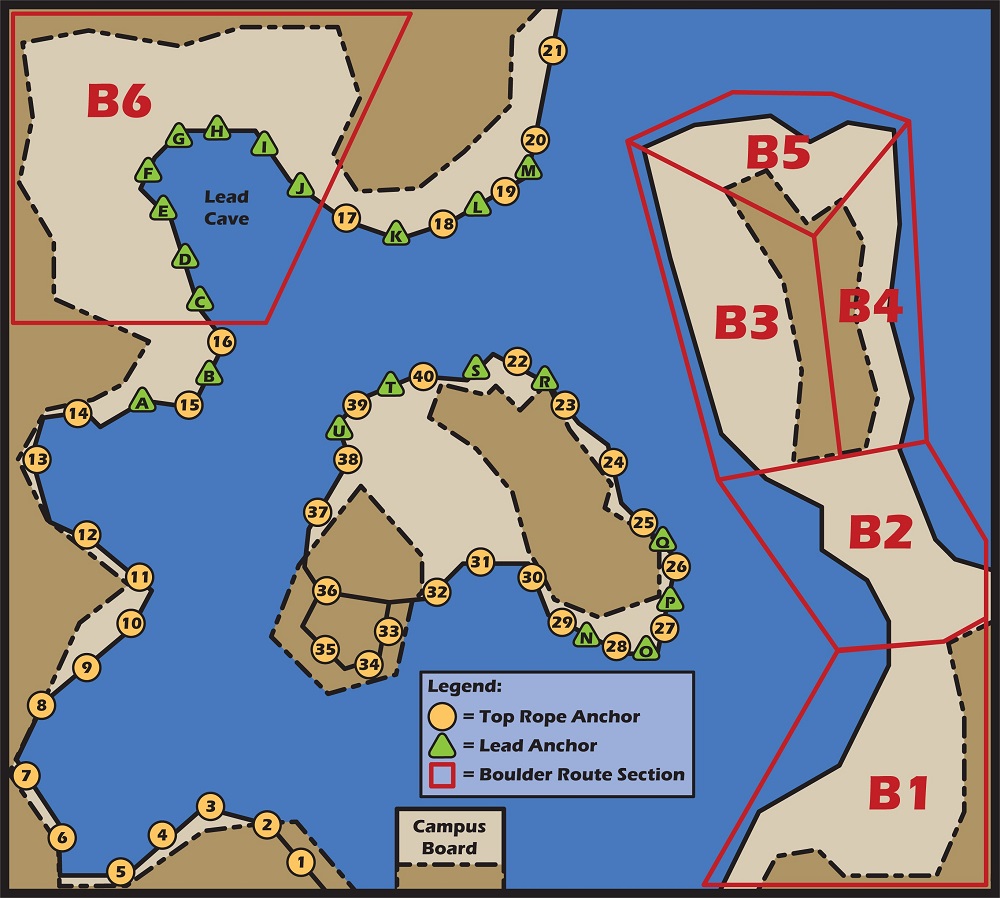 21
B6
G
H
I
20
B5
F
M
J
19
E
Lead
Cave
L
17
18
K
D
C
B4
B3
16
22
S
40
R
B
T
A
15
39
23
14
U
13
38
24
37
25
B2
12
Q
31
26
11
30
36
32
P
10
29
33
27
N
28
35
O
9
34
Legend:
8
= Top Rope Anchor
= Lead Anchor
7
= Boulder Route Section
B1
3
2
4
6
Campus
Board
1
5